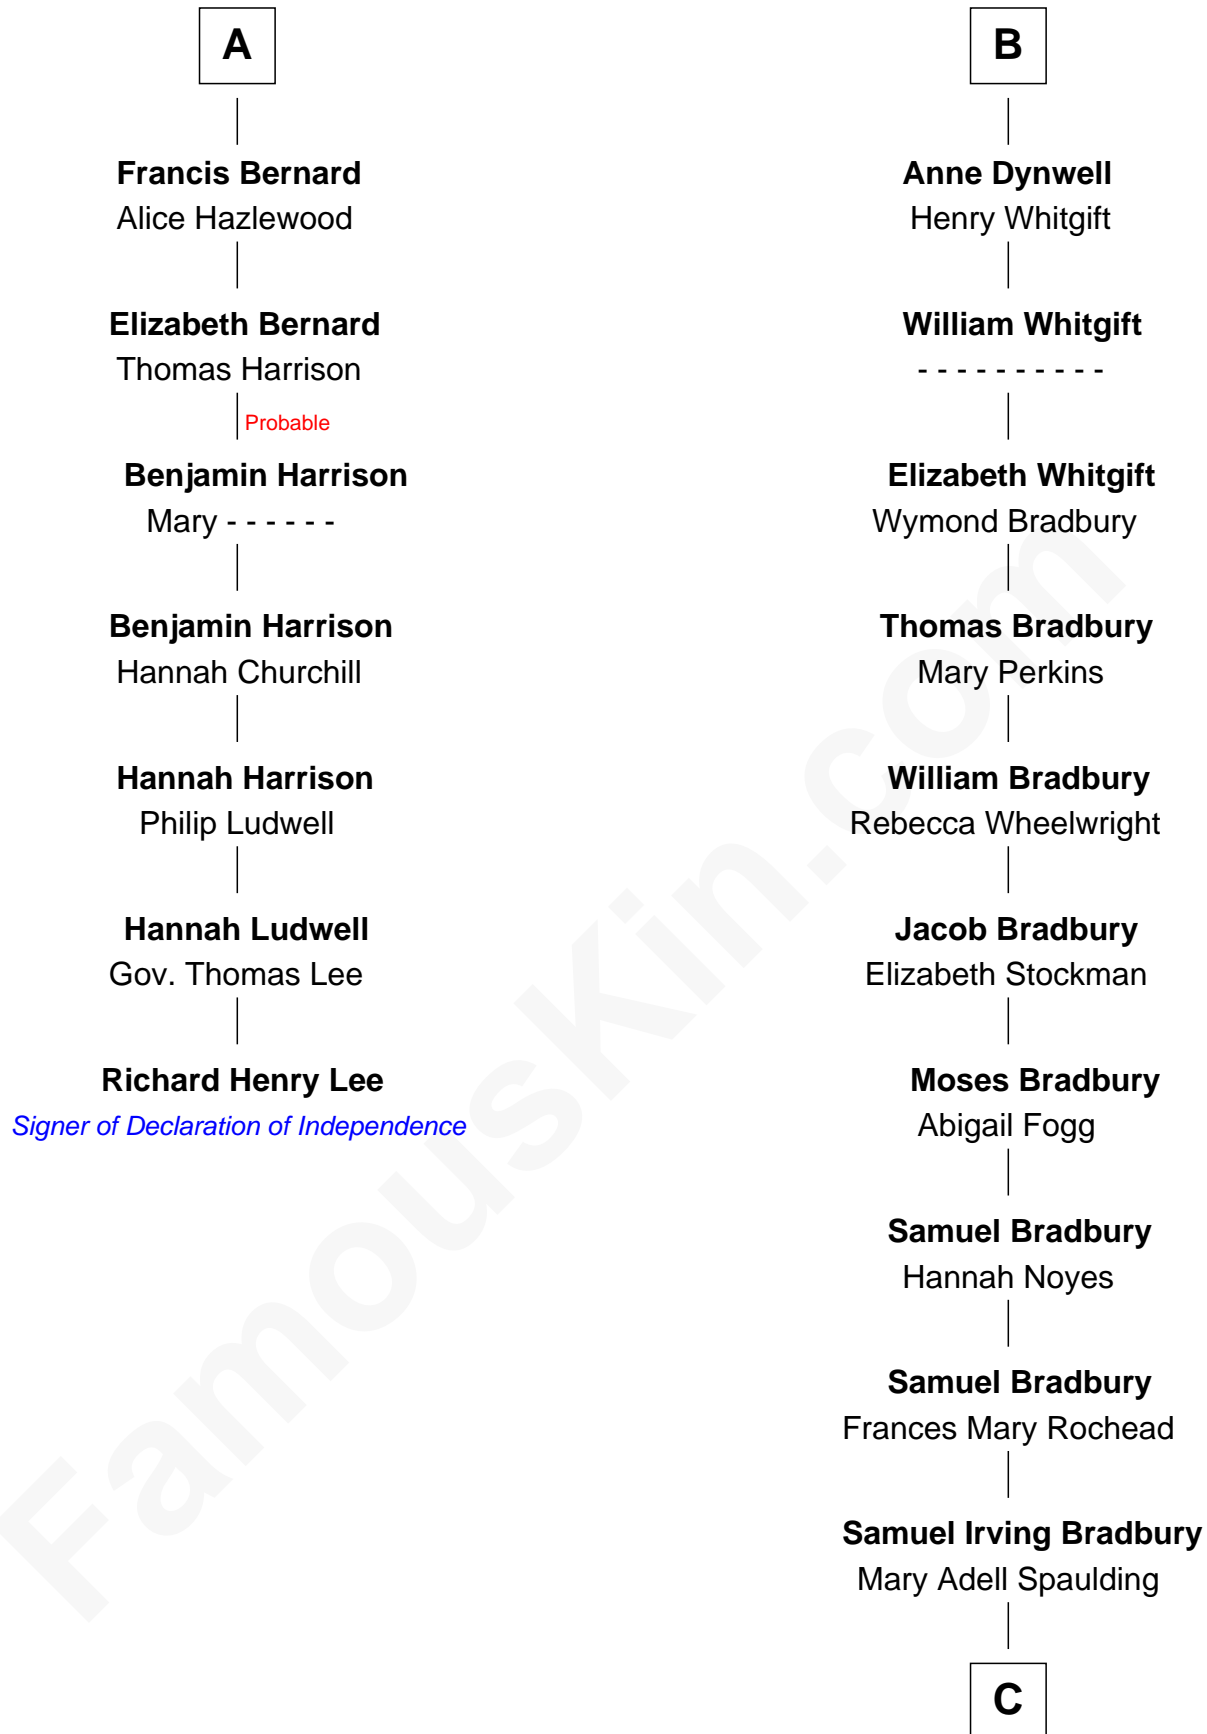 A
Francis Bernard
Alice Hazlewood
Elizabeth Bernard
Thomas Harrison
Probable
Benjamin Harrison
Mary - - - - - -
Benjamin Harrison
Hannah Churchill
Hannah Harrison
Philip Ludwell
Hannah Ludwell
Gov. Thomas Lee
Richard Henry Lee
Signer of Declaration of Independence
B
Anne Dynwell
Henry Whitgift
William Whitgift
- - - - - - - - - -
Elizabeth Whitgift
Wymond Bradbury
Thomas Bradbury
Mary Perkins
William Bradbury
Rebecca Wheelwright
Jacob Bradbury
Elizabeth Stockman
Moses Bradbury
Abigail Fogg
Samuel Bradbury
Hannah Noyes
Samuel Bradbury
Frances Mary Rochead
Samuel Irving Bradbury
Mary Adell Spaulding
C
FamousKin.com